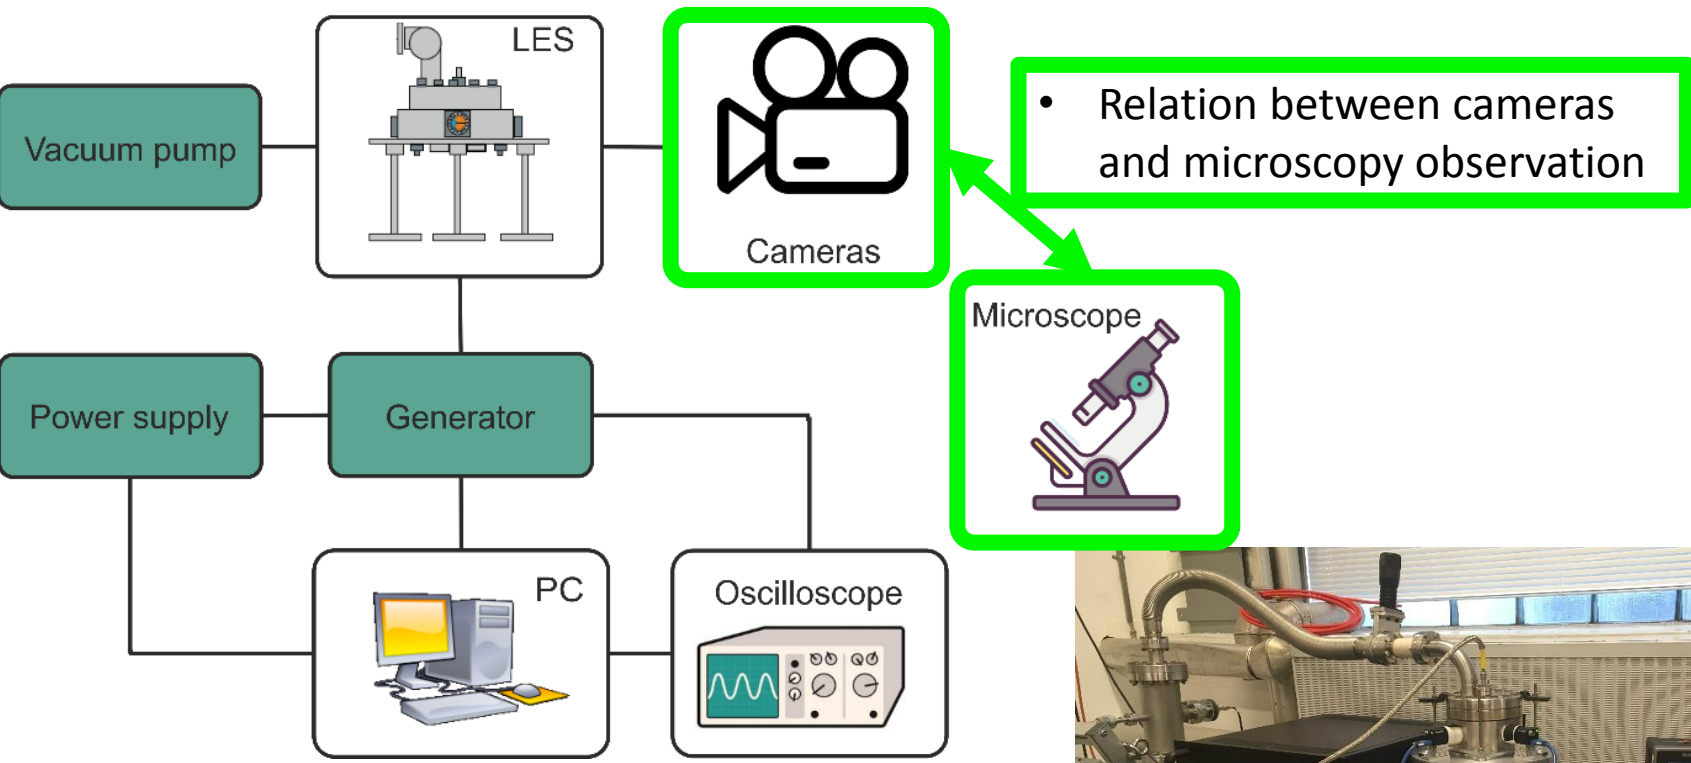 LES
Vacuum pump
Cameras
• Relation between cameras
and microscopy observation
Microscope
Power supply
Generator
PC
Oscilloscope